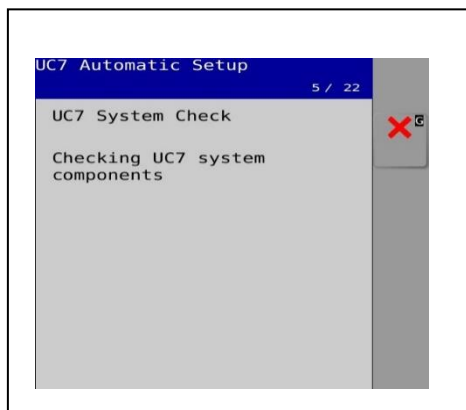 UC7 Automatic Setup
5/ 22
UC7 System Check
G
Checking UC7 system
components